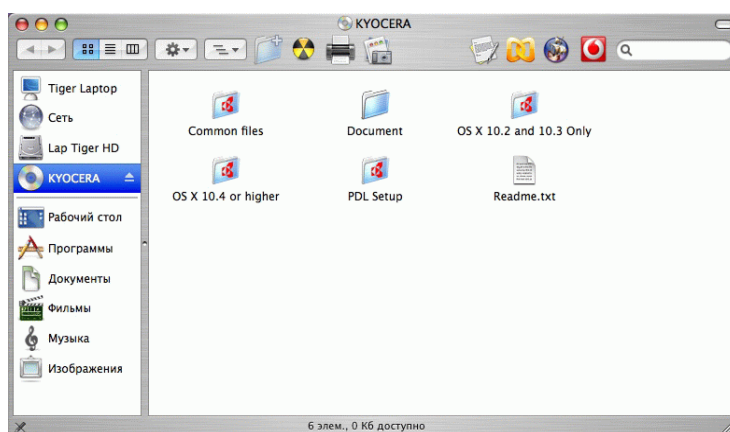 KYOCERA
Tiger Laptop
Сеть
Lap Tiger HD
KYOCERA
Рабочий стол
Программы
Документы
Фильмы
Музыка
Изображения
Common files
Document
OS X 10.2 and 10.3 Only
OS X 10.4 or higher
PDL Setup
Readme.txt
6 элем., 0 Кб доступно